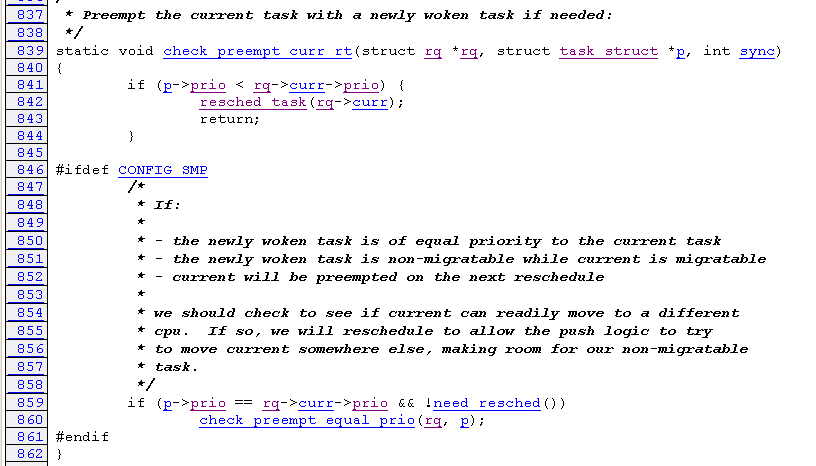 837 * Preempt the current task with a newly woken task if needed:
838 */
839 static void check_preempt_curr_rt(struct rq *rq, struct task_struct *p, int sync)
840 {
841 if (p->prio < rq->curr->prio) {
842 resched_task(rq->curr);
843 return;
844 }
845
846 #ifdef CONFIG_SMP
847 /*
848 * If:
849 *
850 * - the newly woken task is of equal priority to the current task
851 * - the newly woken task is non-migratable while current is migratable
852 * - current will be preempted on the next reschedule
853 *
854 * we should check to see if current can readily move to a different
855 * cpu.  If so, we will reschedule to allow the push logic to try
856 * to move current somewhere else, making room for our non-migratable
857 * task.
858 */
859 if (p->prio == rq->curr->prio && !need_resched())
860 check_preempt_equal_prio(rq, p);
861 #endif
862 }